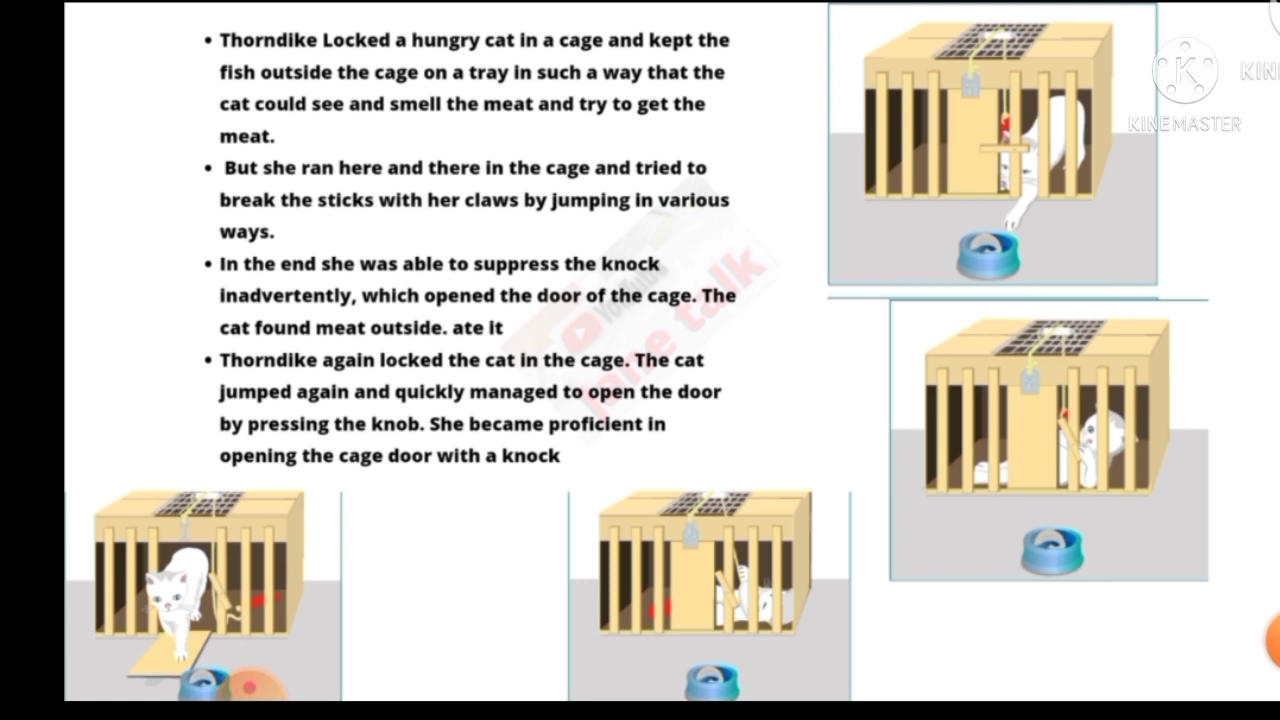 • Thorndike Locked a hungry cat in a cage and kept the
fish outside the cage on a tray in such a way that the
cat could see and smell the meat and try to get the
meat.
• But she ran here and there in the cage and tried to
break the sticks with her claws by jumping in various
ways.
• In the end she was able to suppress the knock
inadvertently, which opened the door of the cage. The
cat found meat outside. ate it
• Thorndike again locked the cat in the cage. The cat
jumped again and quickly managed to open the door
by pressing the knob. She became proficient in
opening the cage door with a knock
K
KINEMASTER
KIN
YouTube
talk